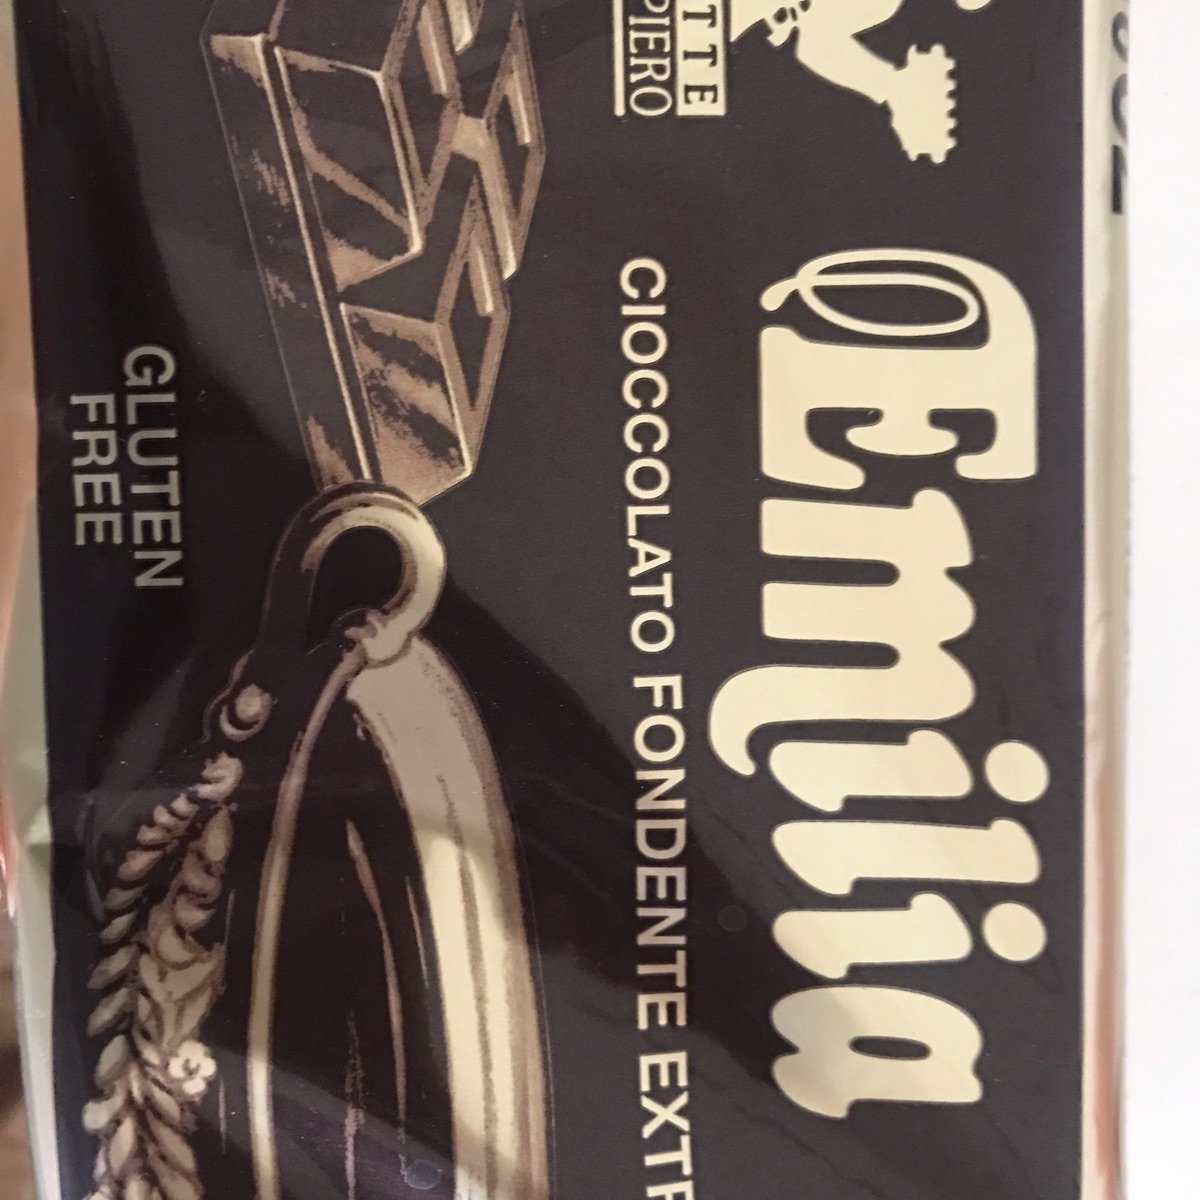 TTE
PIERO
Emilia
CIOCCOLATO FONDENTE EXTR
GLUTEN
FREE